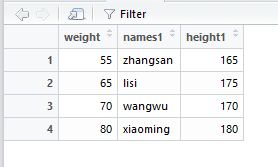 Filter
weight names1 height1
1 55 zhangsan 165
2 65 lisi 175
3 70 wangwu 170
4 80 xiaoming 180